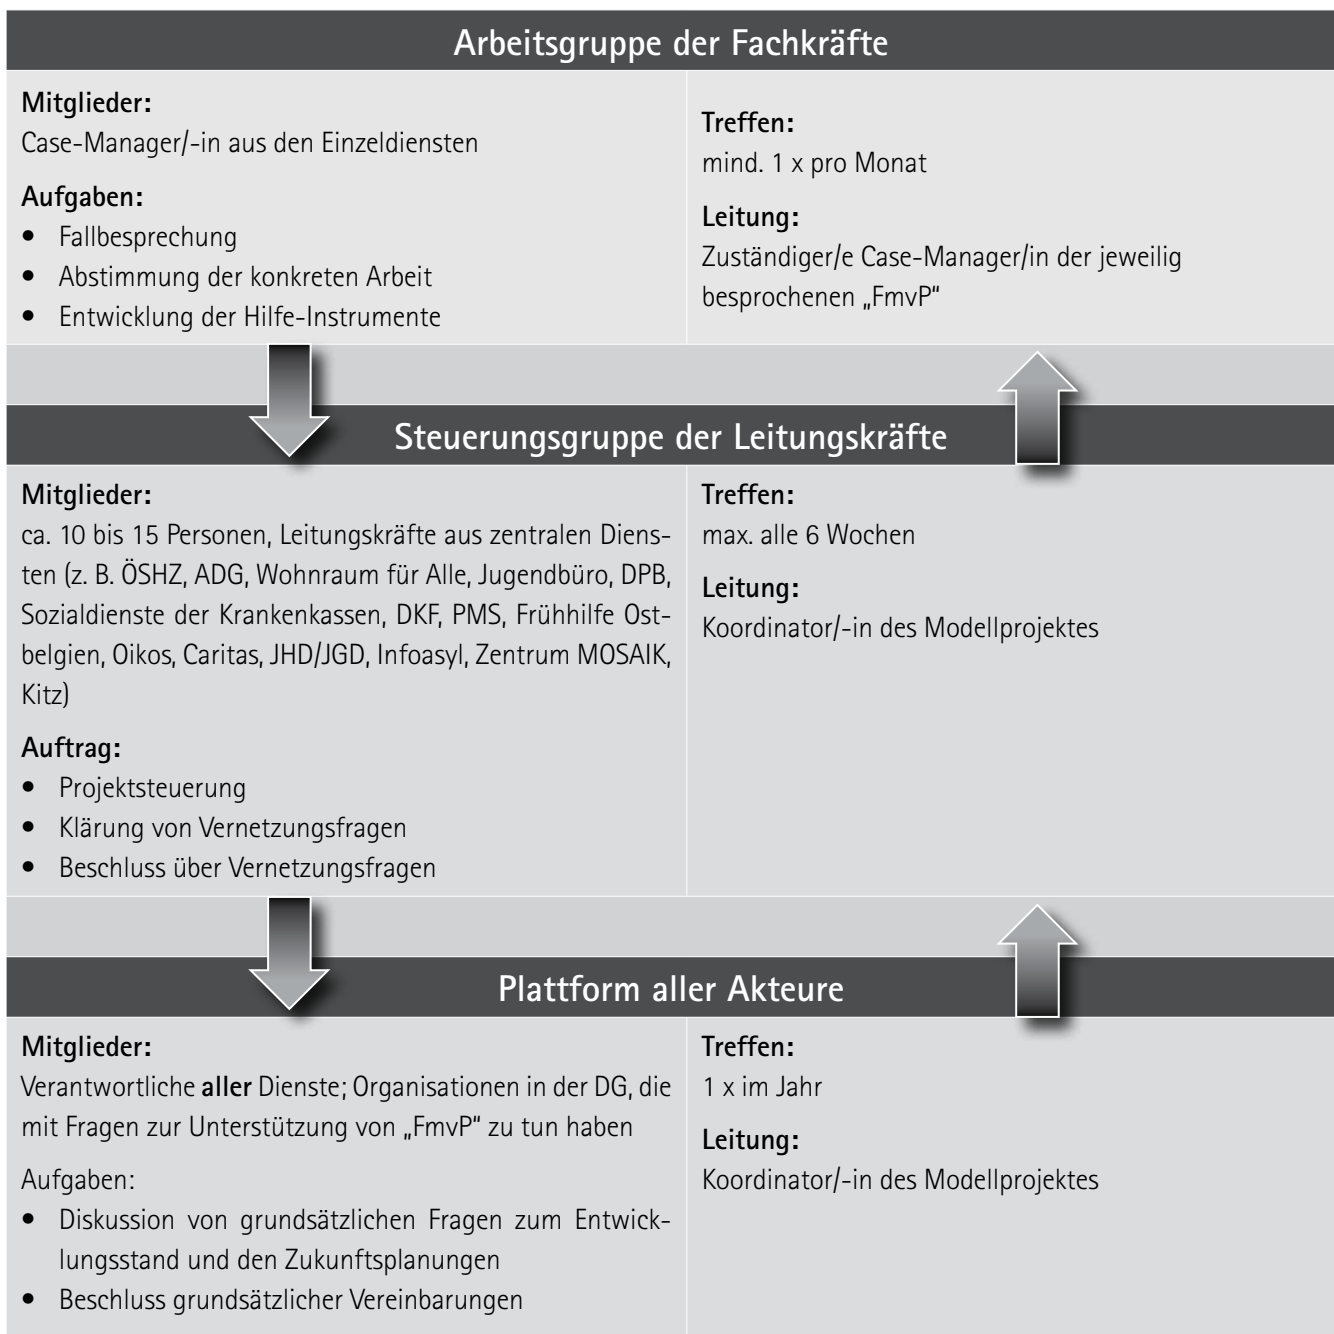 Arbeitsgruppe der Fachkräfte
Mitglieder:
Case-Manager/-in aus den Einzeldiensten
Aufgaben:
• Fallbesprechung
• Abstimmung der konkreten Arbeit
• Entwicklung der Hilfe-Instrumente
Treffen:
mind. 1 x pro Monat
Leitung:
Zuständiger/e Case-Manager/in der jeweilig
besprochenen „FmvP"
Steuerungsgruppe der Leitungskräfte
Mitglieder:
ca. 10 bis 15 Personen, Leitungskräfte aus zentralen Diens-
ten (z. B. ÖSHZ, ADG, Wohnraum für Alle, Jugendbüro, DPB,
Sozialdienste der Krankenkassen, DKF, PMS, Frühhilfe Ost-
belgien, Oikos, Caritas, JHD/JGD, Infoasyl, Zentrum MOSAIK,
Kitz)
Auftrag:
• Projektsteuerung
• Klärung von Vernetzungsfragen
• Beschluss über Vernetzungsfragen
Treffen:
max. alle 6 Wochen
Leitung:
Koordinator/-in des Modellprojektes
Plattform aller Akteure
Mitglieder:
Verantwortliche aller Dienste; Organisationen in der DG, die
mit Fragen zur Unterstützung von „FmvP" zu tun haben
Aufgaben:
• Diskussion von grundsätzlichen Fragen zum Entwick-
lungsstand und den Zukunftsplanungen
• Beschluss grundsätzlicher Vereinbarungen
Treffen:
1 x im Jahr
Leitung:
Koordinator/-in des Modellprojektes